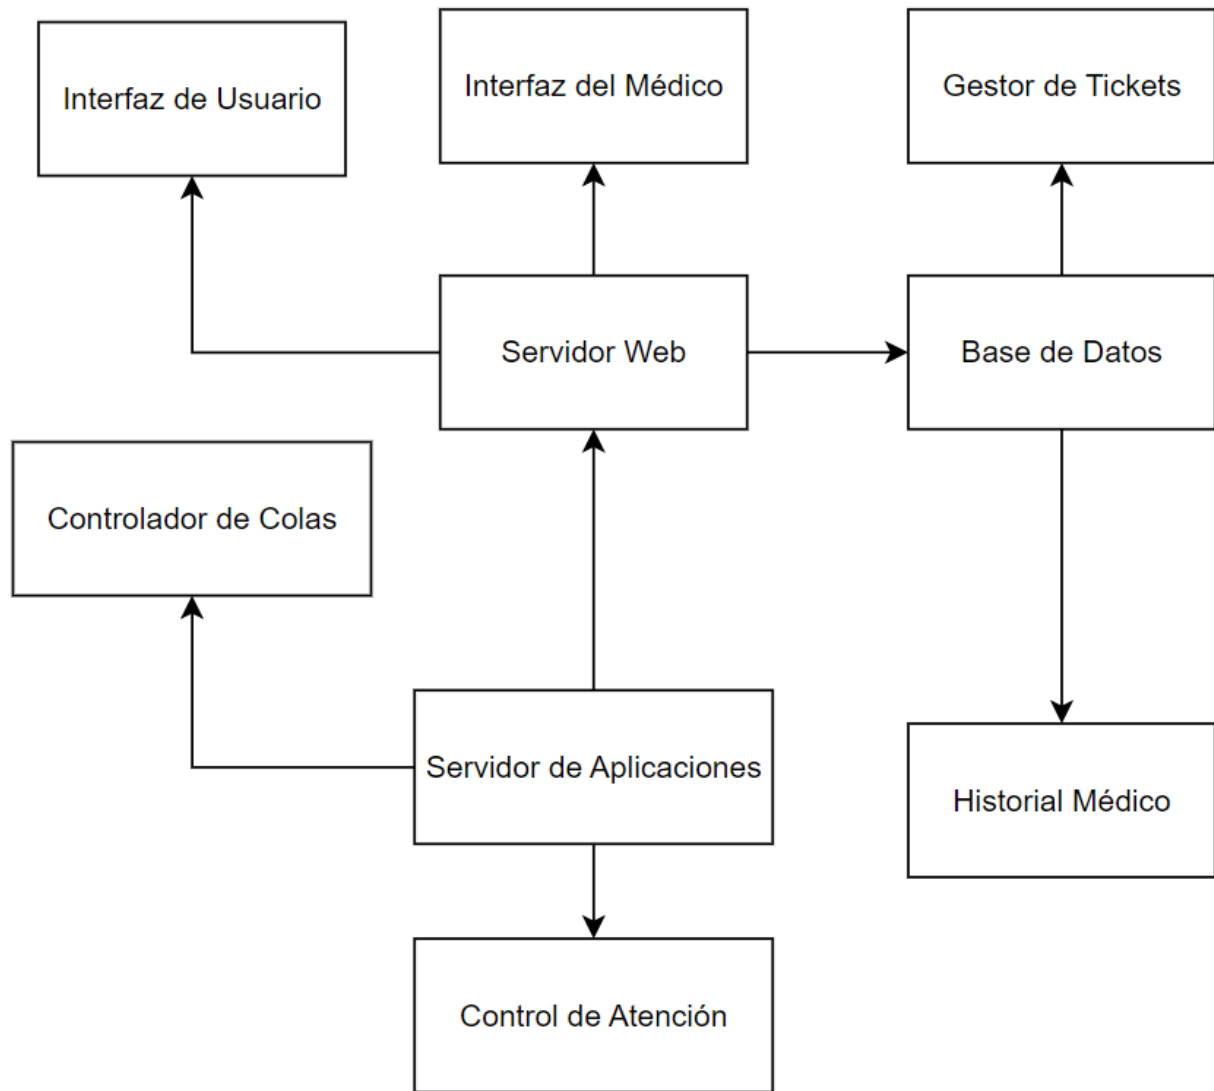 Interfaz de Usuario
Interfaz del Médico
Gestor de Tickets
Servidor Web
Base de Datos
Controlador de Colas
Servidor de Aplicaciones
Historial Médico
Control de Atención